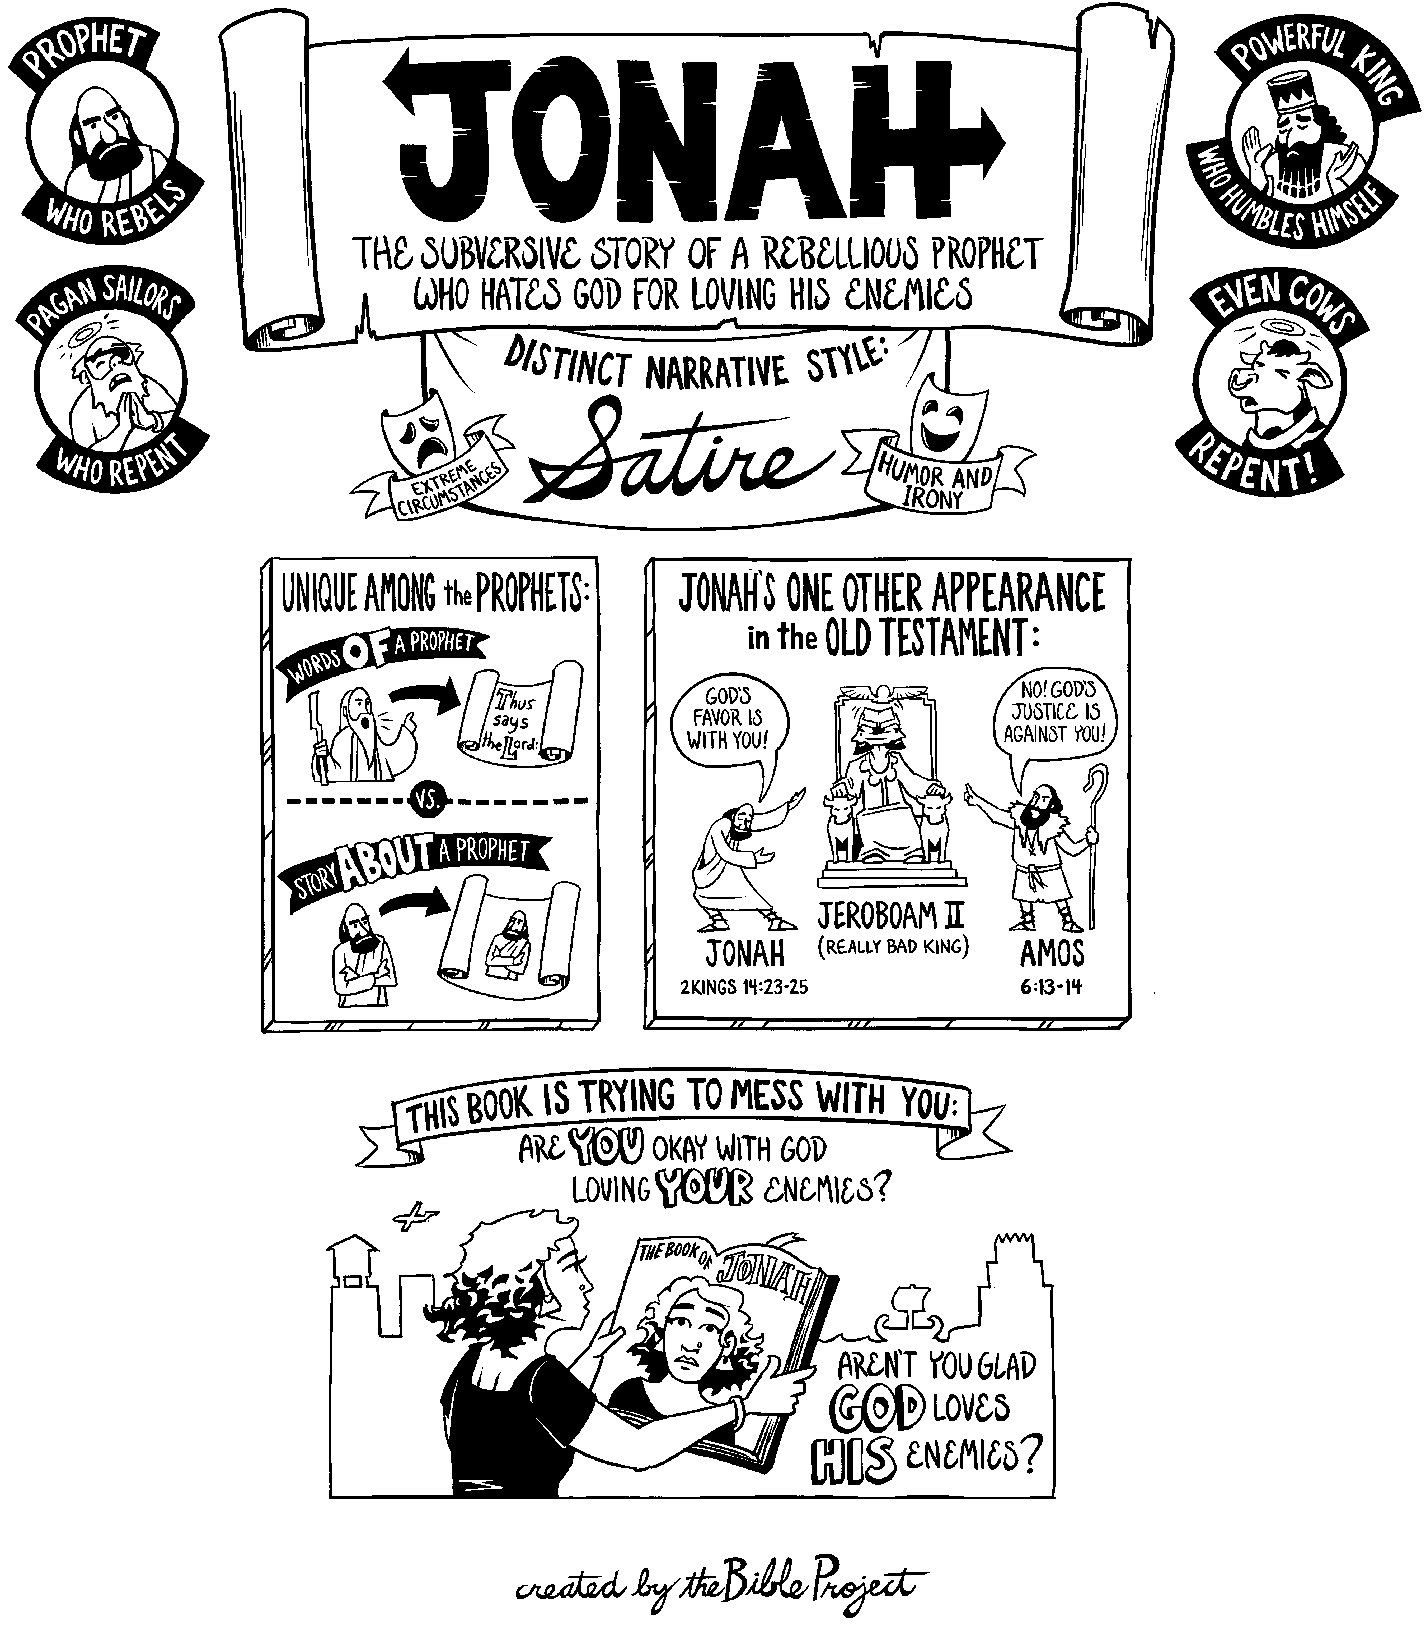 PROPHET
WHO REBELS
PAGAN SAILORS
WHO REPENT
JONAH
THE SUBVERSIVE STORY OF A REBELLIOUS PROPHET
WHO HATES GOD FOR LOVING HIS ENEMIES
DISTINCT NARRATIVE STYLE:
Satire
EXTREME
CIRCUMSTANCES
HUMOR AND
IRONY
POWERFUL KING
WHO HUMBLES HIMSELF
EVEN COWS
REPENT!
UNIQUE AMONG the PROPHETS:
WORDS OF A PROPHET
Thus
says
the Lord:
VS.
STORY ABOUT A PROPHET
JONAH'S ONE OTHER APPEARANCE
in the OLD TESTAMENT:
GOD'S
FAVOR IS
WITH YOU!
NO! GOD'S
JUSTICE IS
AGAINST YOU!
JONAH
2 KINGS 14:23-25
JEROBOAM II
(REALLY BAD KING)
AMOS
6:13-14
THIS BOOK IS TRYING TO MESS WITH YOU:
ARE YOU OKAY WITH GOD
LOVING YOUR ENEMIES?
THE BOOK OF
JONAH
AREN'T YOU GLAD
GOD LOVES
HIS ENEMIES?
created by the Bible Project